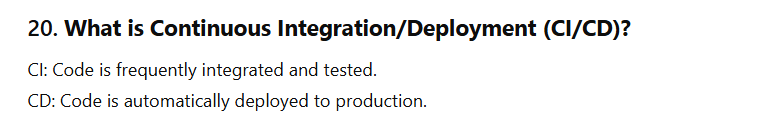 20. What is Continuous Integration/Deployment (CI/CD)?
CI: Code is frequently integrated and tested.
CD: Code is automatically deployed to production.